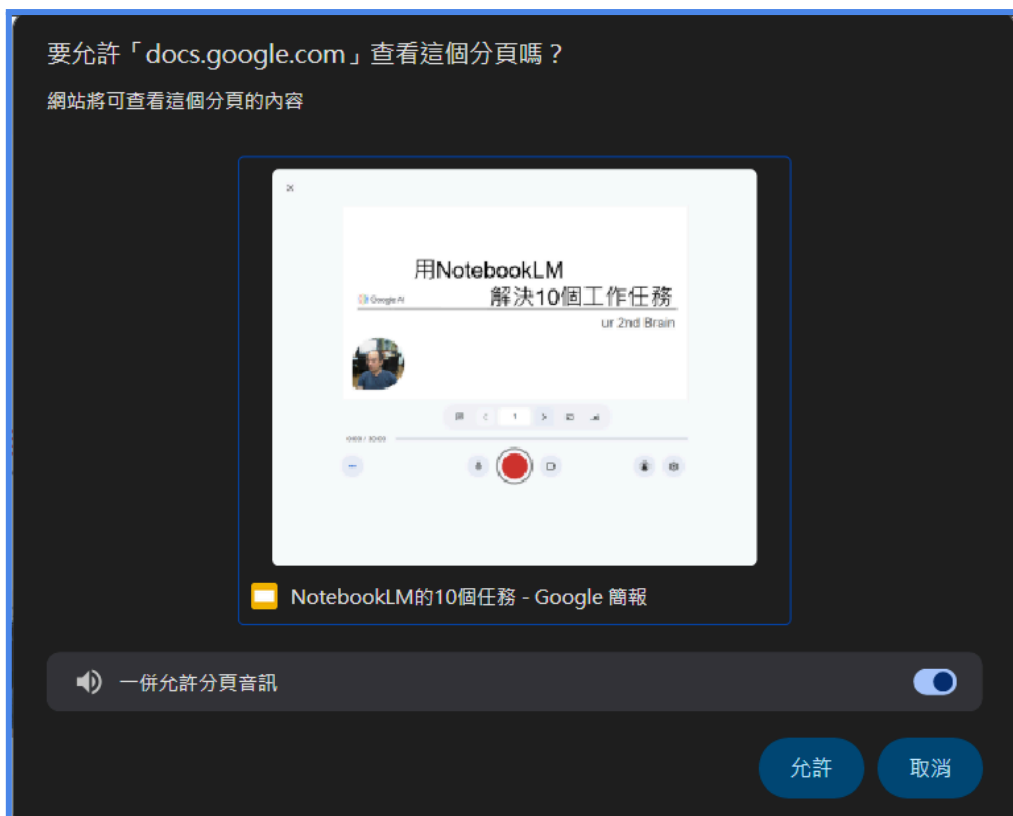 要允許「docs.google.com」查看這個分頁嗎？
網站將可查看這個分頁的內容
用NotebookLM
解決10個工作任務
Google AI
ur 2nd Brain
1
NotebookLM的10個任務 - Google 簡報
一併允許分頁音訊
允許
取消